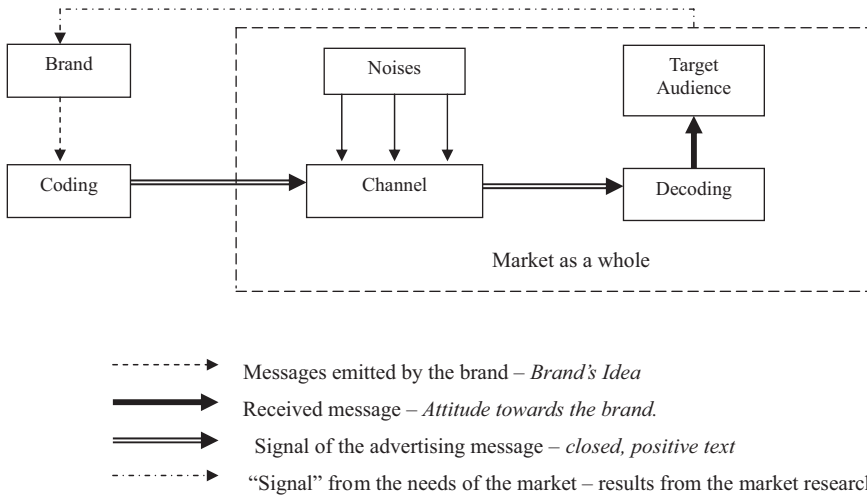 Brand
Noises
Target
Audience
Coding
Channel
Decoding
Market as a whole
Messages emitted by the brand – Brand's Idea
Received message – Attitude towards the brand.
Signal of the advertising message – closed, positive text
“Signal” from the needs of the market – results from the market research